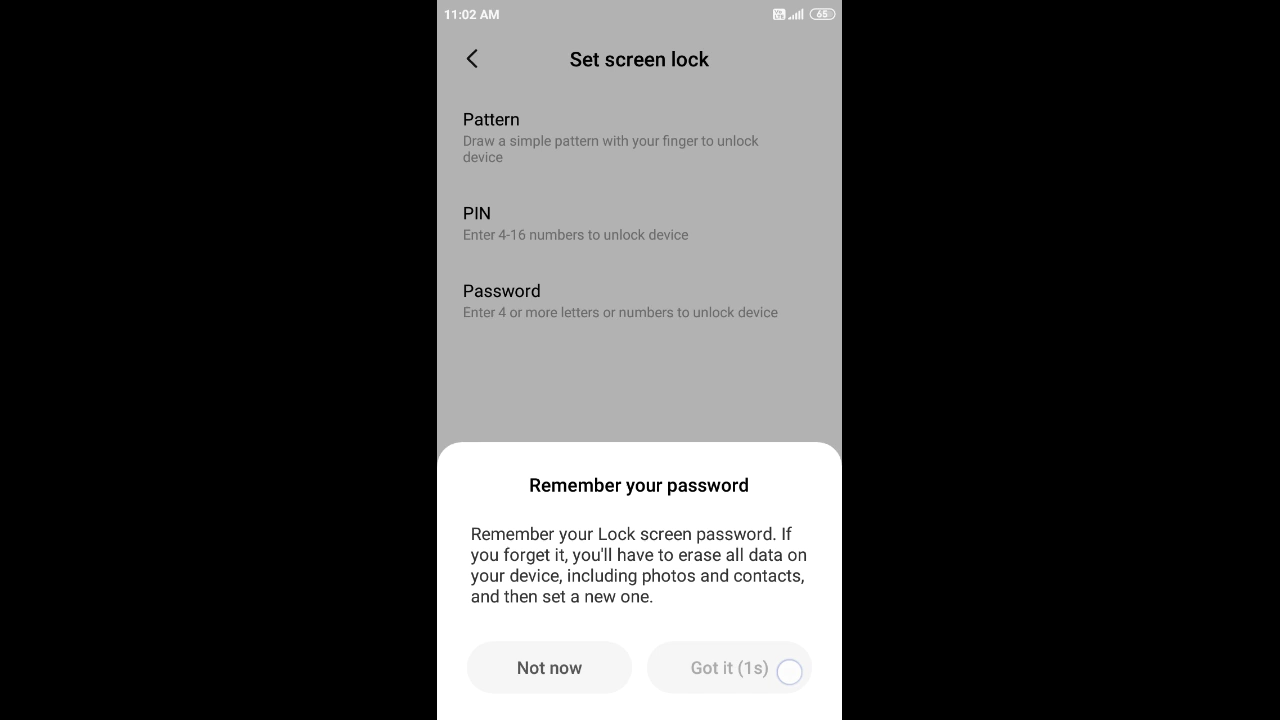 11:02 AM
Vo LTE 65
Set screen lock
Pattern
Draw a simple pattern with your finger to unlock
device
PIN
Enter 4-16 numbers to unlock device
Password
Enter 4 or more letters or numbers to unlock device
Remember your password
Remember your Lock screen password. If
you forget it, you'll have to erase all data on
your device, including photos and contacts,
and then set a new one.
Not now
Got it (1s)